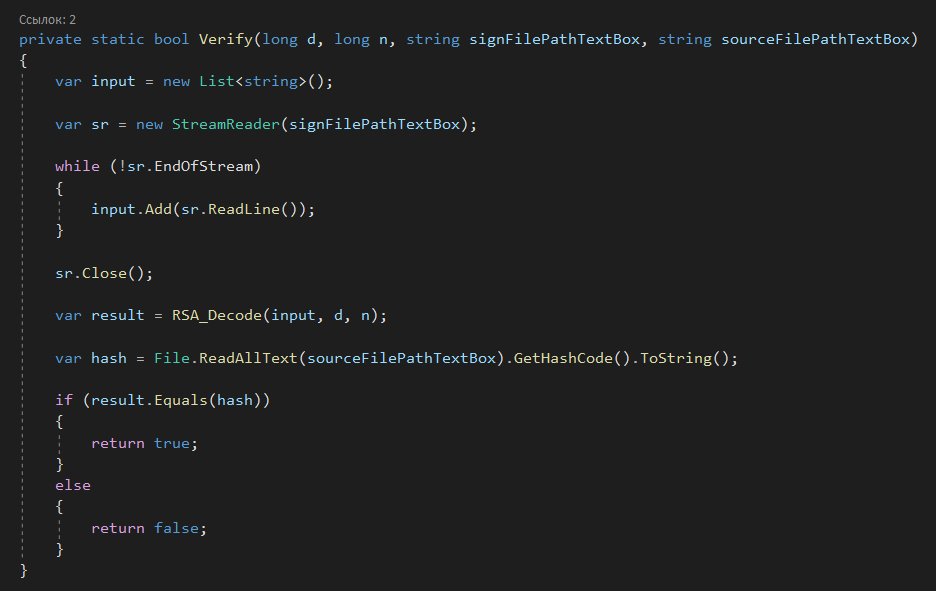 Ссылок: 2
private static bool Verify(long d, long n, string signFilePathTextBox, string sourceFilePathTextBox)
{
    var input = new List<string>();
    var sr = new StreamReader(signFilePathTextBox);
    while (!sr.EndOfStream)
    {
        input.Add(sr.ReadLine());
    }
    sr.Close();
    var result = RSA_Decode(input, d, n);
    var hash = File.ReadAllText(sourceFilePathTextBox).GetHashCode().ToString();
    if (result.Equals(hash))
    {
        return true;
    }
    else
    {
        return false;
    }
}